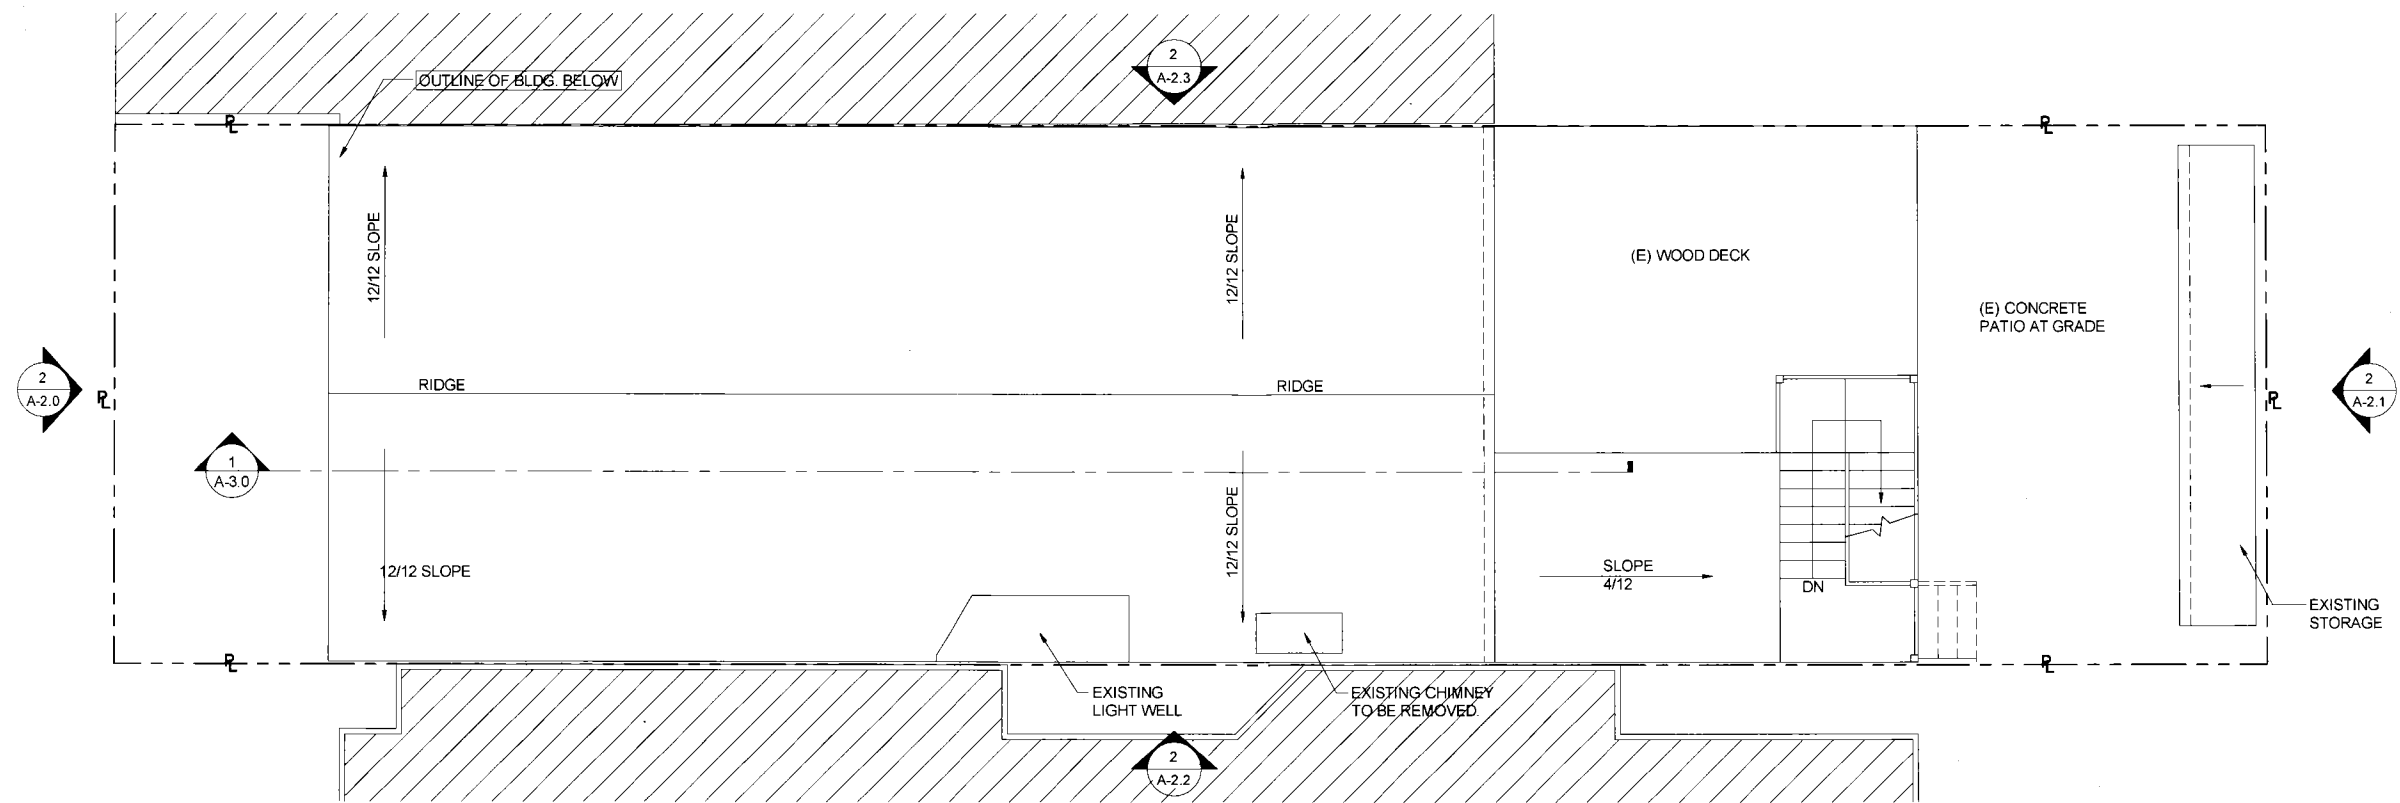 2
A-2.3
OUTLINE OF BLDG. BELOW
PL
PL
12/12 SLOPE
12/12 SLOPE
(E) WOOD DECK
(E) CONCRETE
PATIO AT GRADE
2
A-2.0
PL
RIDGE
RIDGE
PL
2
A-2.1
1
A-3.0
12/12 SLOPE
12/12 SLOPE
SLOPE
4/12
DN
EXISTING
STORAGE
PL
PL
EXISTING
LIGHT WELL
EXISTING CHIMNEY
TO BE REMOVED.
2
A-2.2